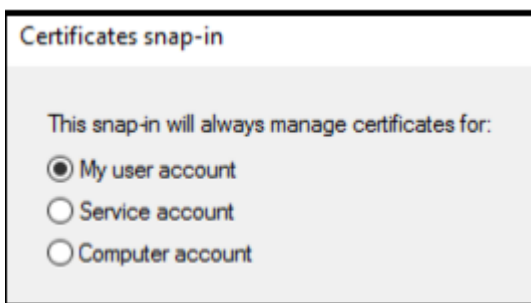 Certificates snap-in
This snap-in will always manage certificates for:
My user account
Service account
Computer account